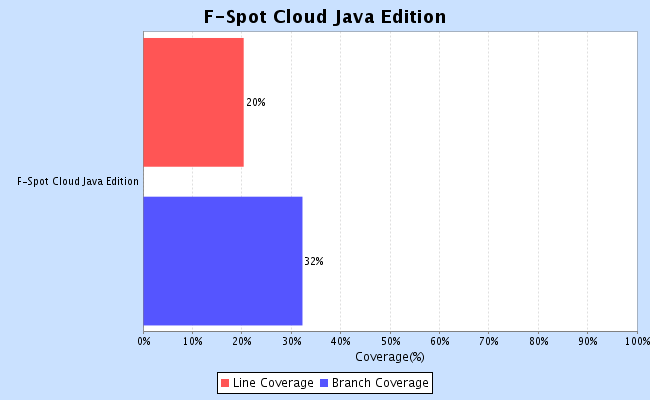 F-Spot Cloud Java Edition
20%
F-Spot Cloud Java Edition
32%
0% 10% 20% 30% 40% 50% 60% 70% 80% 90% 100%
Coverage(%)
Line Coverage Branch Coverage